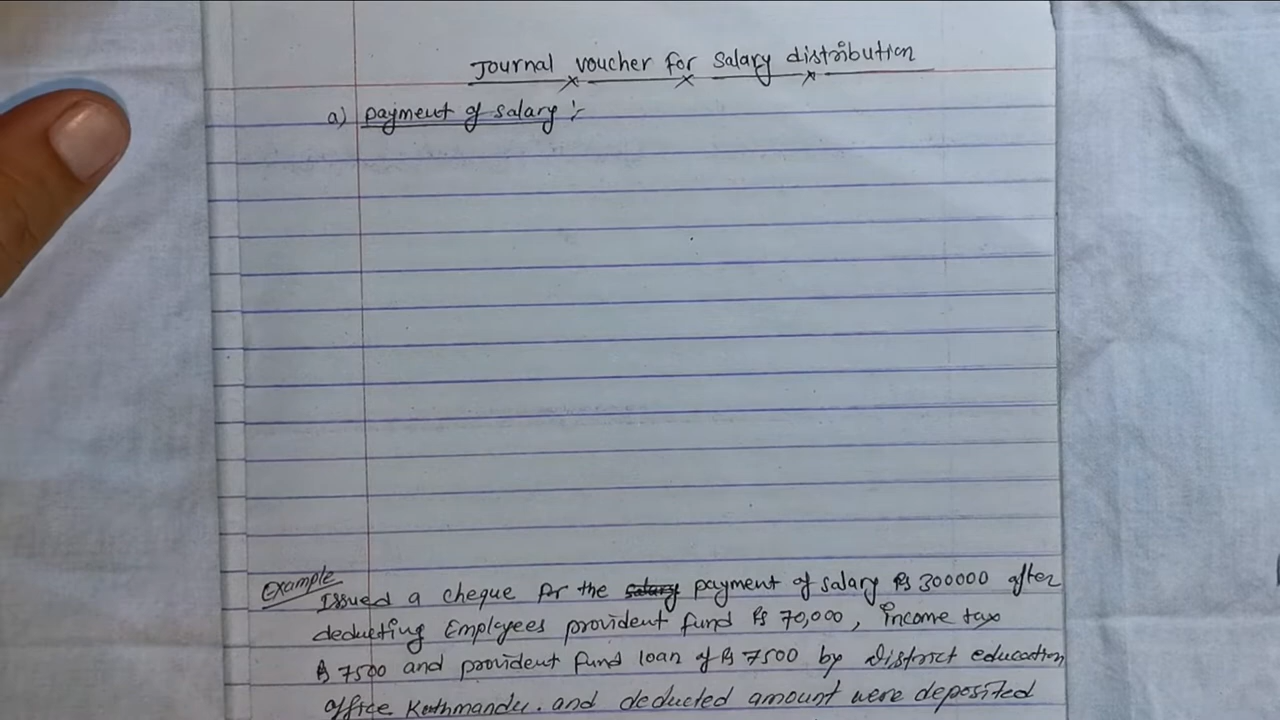 Journal voucher for Salary distribution
a) payment of salary :-
Example
Issued a cheque for the salary payment of salary Rs 300000 after
deducting Employees provident fund Rs 70,000, income tax
Rs 7500 and provident fund loan of Rs 7500 by District education
office Kathmandu. and deducted amount were deposited